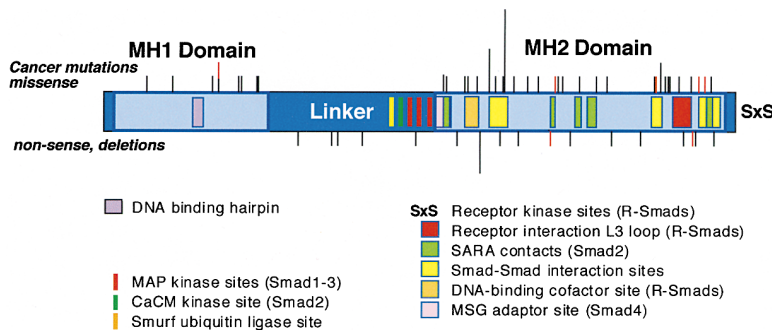 MH1 Domain
MH2 Domain
Cancer mutations
missense
Linker
SxS
non-sense, deletions
DNA binding hairpin
MAP kinase sites (Smad1-3)
CaCM kinase site (Smad2)
Smurf ubiquitin ligase site
SxS Receptor kinase sites (R-Smads)
Receptor interaction L3 loop (R-Smads)
SARA contacts (Smad2)
Smad-Smad interaction sites
DNA-binding cofactor site (R-Smads)
MSG adaptor site (Smad4)